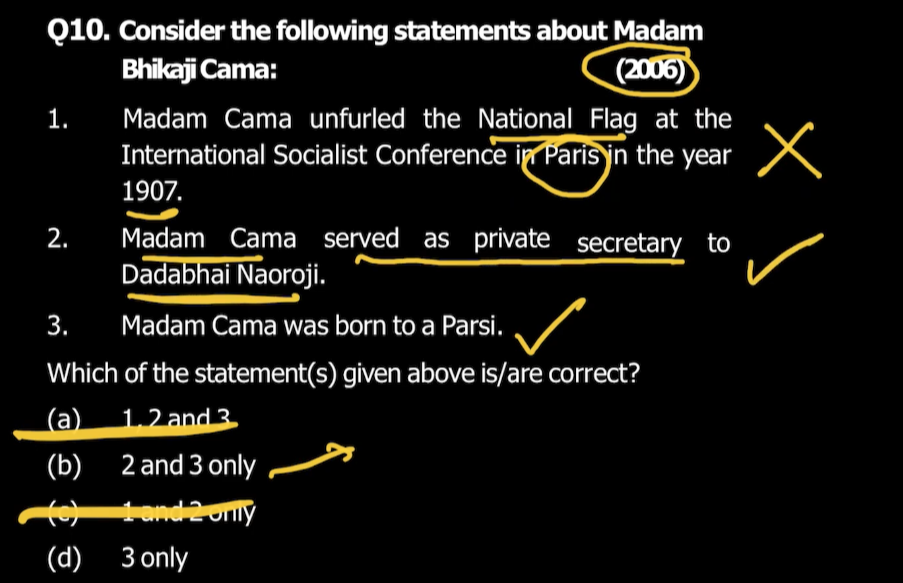 Q10. Consider the following statements about Madam
Bhikaji Cama: (2006)
1. Madam Cama unfurled the National Flag at the
International Socialist Conference in Paris in the year
1907.
2. Madam Cama served as private secretary to
Dadabhai Naoroji.
3. Madam Cama was born to a Parsi.
Which of the statement(s) given above is/are correct?
(a) 1, 2 and 3
(b) 2 and 3 only
(c) 1 and 2 only
(d) 3 only